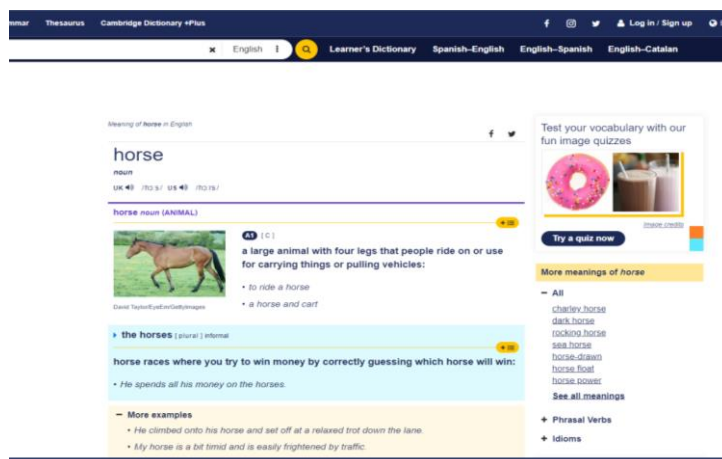 mmar Thesaurus Cambridge Dictionary +Plus Log in / Sign up
English Learner's Dictionary Spanish–English English–Spanish English–Catalan
Meaning of horse in English
horse
noun
UK /hɔːs/ US /hɔːrs/
horse noun (ANIMAL)
A1 [ C ]
a large animal with four legs that people ride on or use
for carrying things or pulling vehicles:
• to ride a horse
• a horse and cart
David Taylor/EyeEm/GettyImages
the horses [ plural ] informal
horse races where you try to win money by correctly guessing which horse will win:
• He spends all his money on the horses.
– More examples
• He climbed onto his horse and set off at a relaxed trot down the lane.
• My horse is a bit timid and is easily frightened by traffic.
Test your vocabulary with our
fun image quizzes
Image credits
Try a quiz now
More meanings of horse
– All
charley horse
dark horse
rocking horse
sea horse
horse-drawn
horse float
horse power
See all meanings
+ Phrasal Verbs
+ Idioms